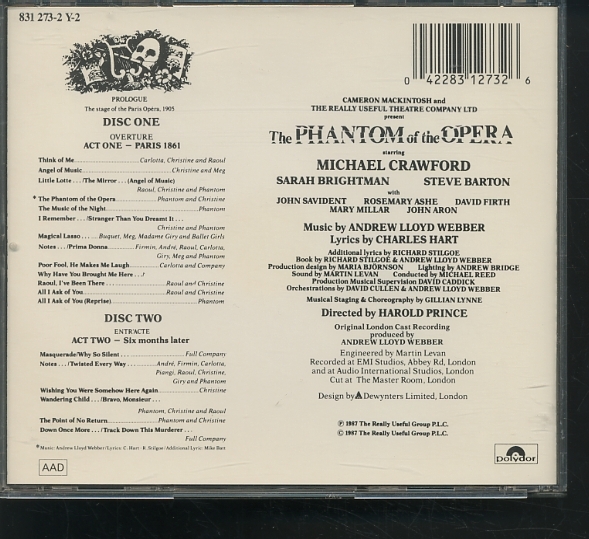 831 273-2 Y-2
PROLOGUE
The stage of the Paris Opéra, 1905
DISC ONE
OVERTURE
ACT ONE – PARIS 1861
Think of Me Carlotta, Christine and Raoul
Angel of Music Christine and Meg
Little Lotte . . ./The Mirror . . . (Angel of Music)
Raoul, Christine and Phantom
* The Phantom of the Opera Phantom and Christine
The Music of the Night Phantom
I Remember . . ./Stranger Than You Dreamt It . . .
Christine and Phantom
Magical Lasso Buquet, Meg, Madame Giry and Ballet Girls
Notes . . ./Prima Donna Firmin, André, Raoul, Carlotta,
Giry, Meg and Phantom
Poor Fool, He Makes Me Laugh Carlotta and Company
Why Have You Brought Me Here . . ./
Raoul, I've Been There Raoul and Christine
All I Ask of You Raoul and Christine
All I Ask of You (Reprise) Phantom
DISC TWO
ENTR'ACTE
ACT TWO – Six months later
Masquerade/Why So Silent Full Company
Notes . . ./Twisted Every Way André, Firmin, Carlotta,
Piangi, Raoul, Christine,
Giry and Phantom
Wishing You Were Somehow Here Again Christine
Wandering Child . . ./Bravo, Monsieur . . .
Phantom, Christine and Raoul
The Point of No Return Phantom and Christine
Down Once More . . ./Track Down This Murderer . . .
Full Company
*Music: Andrew Lloyd Webber/Lyrics: C. Hart · R. Stilgoe/Additional Lyric: Mike Batt
AAD
0 42283 12732 6
CAMERON MACKINTOSH and
THE REALLY USEFUL THEATRE COMPANY LTD
present
The PHANTOM of the OPERA
starring
MICHAEL CRAWFORD
SARAH BRIGHTMAN STEVE BARTON
with
JOHN SAVIDENT ROSEMARY ASHE DAVID FIRTH
MARY MILLAR JOHN ARON
Music by ANDREW LLOYD WEBBER
Lyrics by CHARLES HART
Additional lyrics by RICHARD STILGOE
Book by RICHARD STILGOE & ANDREW LLOYD WEBBER
Production design by MARIA BJÖRNSON Lighting by ANDREW BRIDGE
Sound by MARTIN LEVAN Conducted by MICHAEL REED
Production Musical Supervision DAVID CADDICK
Orchestrations by DAVID CULLEN & ANDREW LLOYD WEBBER
Musical Staging & Choreography by GILLIAN LYNNE
Directed by HAROLD PRINCE
Original London Cast Recording
produced by
ANDREW LLOYD WEBBER
Engineered by Martin Levan
Recorded at EMI Studios, Abbey Rd, London
and at Audio International Studios, London
Cut at The Master Room, London
Design by Dewynters Limited, London
℗ 1987 The Really Useful Group P.L.C.
© 1987 The Really Useful Group P.L.C.
polydor